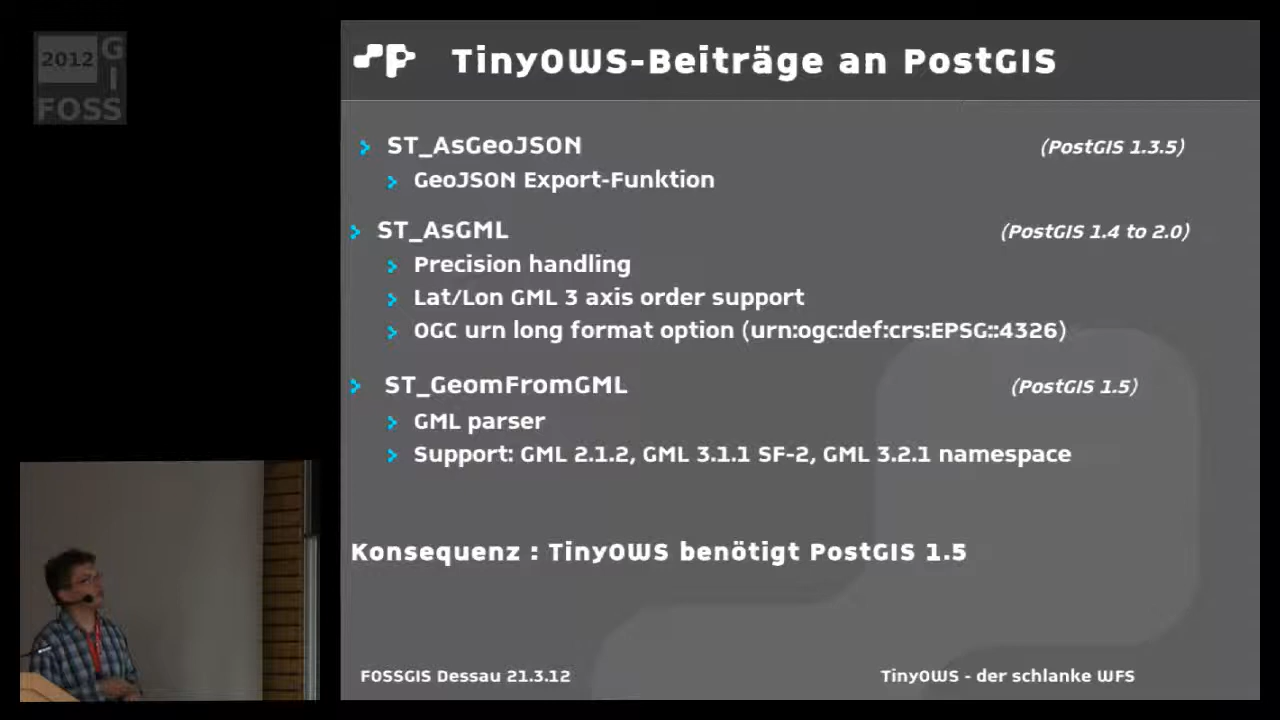 2012
GI
FOSS
TinyOWS-Beiträge an PostGIS
ST_AsGeoJSON (PostGIS 1.3.5)
GeoJSON Export-Funktion
ST_AsGML (PostGIS 1.4 to 2.0)
Precision handling
Lat/Lon GML 3 axis order support
OGC urn long format option (urn:ogc:def:crs:EPSG::4326)
ST_GeomFromGML (PostGIS 1.5)
GML parser
Support: GML 2.1.2, GML 3.1.1 SF-2, GML 3.2.1 namespace
Konsequenz : TinyOWS benötigt PostGIS 1.5
FOSSGIS Dessau 21.3.12 TinyOWS - der schlanke WFS